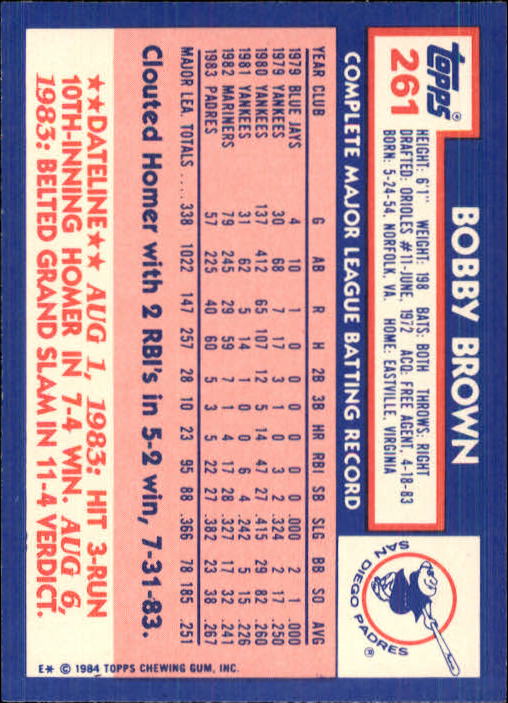 topps®
261
BOBBY BROWN
HEIGHT: 6'1" WEIGHT: 198 BATS: BOTH THROWS: RIGHT
DRAFTED: ORIOLES #11-JUNE, 1972 ACQ: FREE AGENT, 4-18-83
BORN: 5-24-54, NORFOLK, VA. HOME: EASTVILLE, VIRGINIA
SAN DIEGO PADRES ®
COMPLETE MAJOR LEAGUE BATTING RECORD
YEAR CLUB G AB R H 2B 3B HR RBI SB SLG BB SO AVG
1979 BLUE JAYS 4 10 1 0 0 0 0 0 0 .000 2 1 .000
1979 YANKEES 30 68 7 17 3 1 0 3 2 .324 2 17 .250
1980 YANKEES 137 412 65 107 12 5 14 47 27 .415 29 82 .260
1981 YANKEES 31 62 5 14 1 0 0 6 4 .242 5 15 .226
1982 MARINERS 79 245 29 59 7 1 4 17 28 .327 17 32 .241
1983 PADRES 57 225 40 60 5 3 5 22 27 .382 23 38 .267
MAJOR LEA. TOTALS .... 338 1022 147 257 28 10 23 95 88 .366 78 185 .251
Clouted Homer with 2 RBI's in 5-2 win, 7-31-83.
★★DATELINE★★ AUG 1, 1983: HIT 3-RUN
10TH-INNING HOMER IN 7-4 WIN. AUG 6,
1983: BELTED GRAND SLAM IN 11-4 VERDICT.
E* © 1984 TOPPS CHEWING GUM, INC.